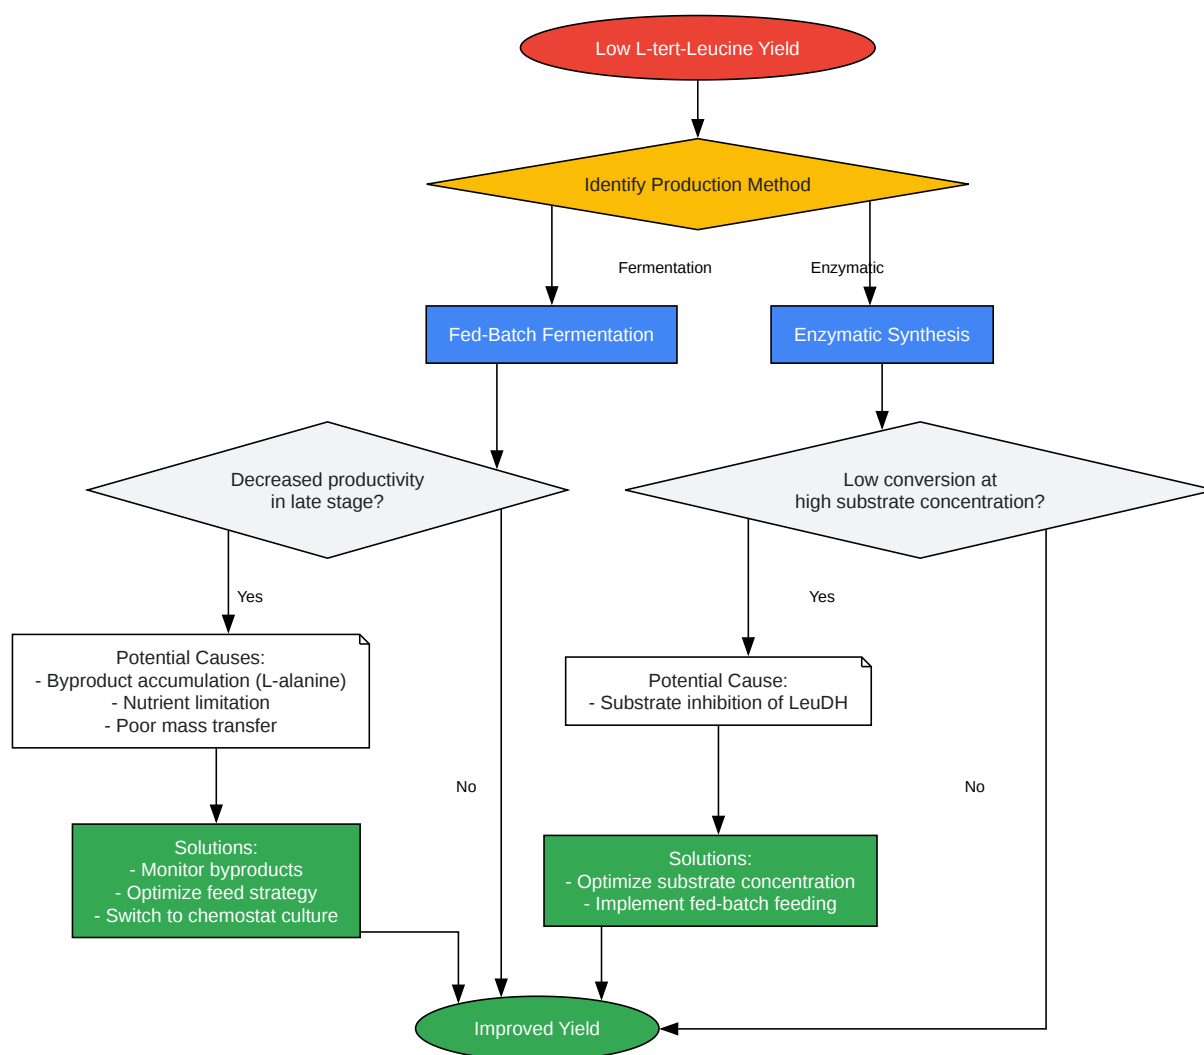 Low L-tert-Leucine Yield
Identify Production Method
Fermentation
Enzymatic
Fed-Batch Fermentation
Enzymatic Synthesis
Decreased productivity
in late stage?
Low conversion at
high substrate concentration?
Yes
Yes
Potential Causes:
- Byproduct accumulation (L-alanine)
- Nutrient limitation
- Poor mass transfer
Potential Cause:
- Substrate inhibition of LeuDH
No
No
Solutions:
- Monitor byproducts
- Optimize feed strategy
- Switch to chemostat culture
Solutions:
- Optimize substrate concentration
- Implement fed-batch feeding
Improved Yield